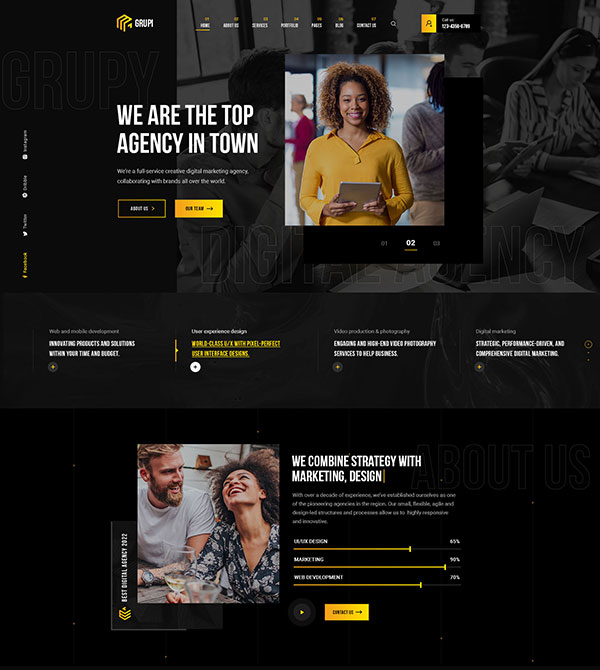 GRUPI
01 02 03 04 05 06 07
HOME ABOUT US SERVICES PORTFOLIO PAGES BLOG CONTACT US
Call us:
123-4350-6789
GRUPY
WE ARE THE TOP
AGENCY IN TOWN
We're a full-service creative digital marketing agency,
collaborating with brands all over the world.
ABOUT US
OUR TEAM
Instagram
Dribble
Twitter
Facebook
01 02 03
DIGITAL AGENCY
Web and mobile development
INNOVATING PRODUCTS AND SOLUTIONS
WITHIN YOUR TIME AND BUDGET.
User experience design
WORLD-CLASS U/X WITH PIXEL-PERFECT
USER INTERFACE DESIGNS.
Video production & photography
ENGAGING AND HIGH-END VIDEO PHOTOGRAPHY
SERVICES TO HELP BUSINESS.
Digital marketing
STRATEGIC, PERFORMANCE-DRIVEN, AND
COMPREHENSIVE DIGITAL MARKETING.
ABOUT US
WE COMBINE STRATEGY WITH
MARKETING, DESIGN
With over a decade of experience, we've established ourselves as one
of the pioneering agencies in the region. Our small, flexible, agile and
design-led structures and processes allow us to highly responsive
and innovative.
UI/UX DESIGN 65%
MARKETING 90%
WEB DEVELOPMENT 70%
CONTACT US
BEST DIGITAL AGENCY 2022